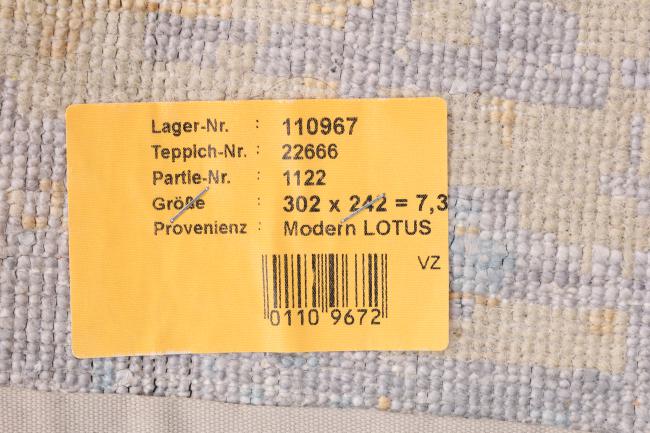 Lager-Nr. : 110967
Teppich-Nr. : 22666
Partie-Nr. : 1122
Größe : 302 x 242 = 7,3
Provenienz : Modern LOTUS
VZ
0110 9672